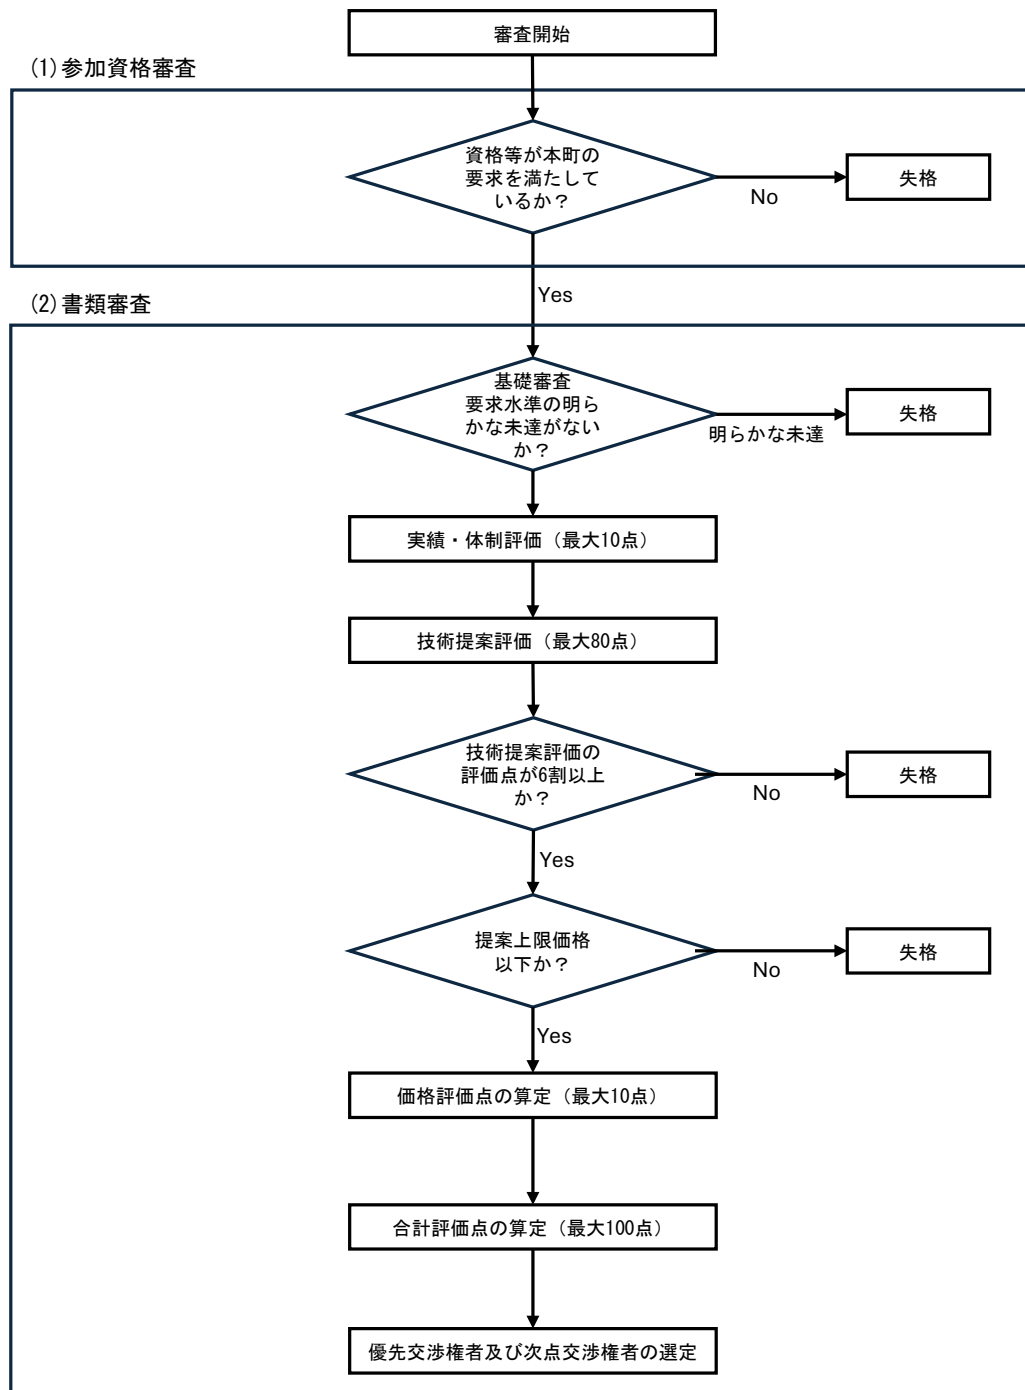 審査開始
(1)参加資格審査
資格等が本町の
要求を満たして
いるか？
No
失格
Yes
(2)書類審査
基礎審査
要求水準の明ら
かな未達がない
か？
明らかな未達
失格
実績・体制評価（最大10点）
技術提案評価（最大80点）
技術提案評価の
評価点が6割以上
か？
No
失格
Yes
提案上限価格
以下か？
No
失格
Yes
価格評価点の算定（最大10点）
合計評価点の算定（最大100点）
優先交渉権者及び次点交渉権者の選定